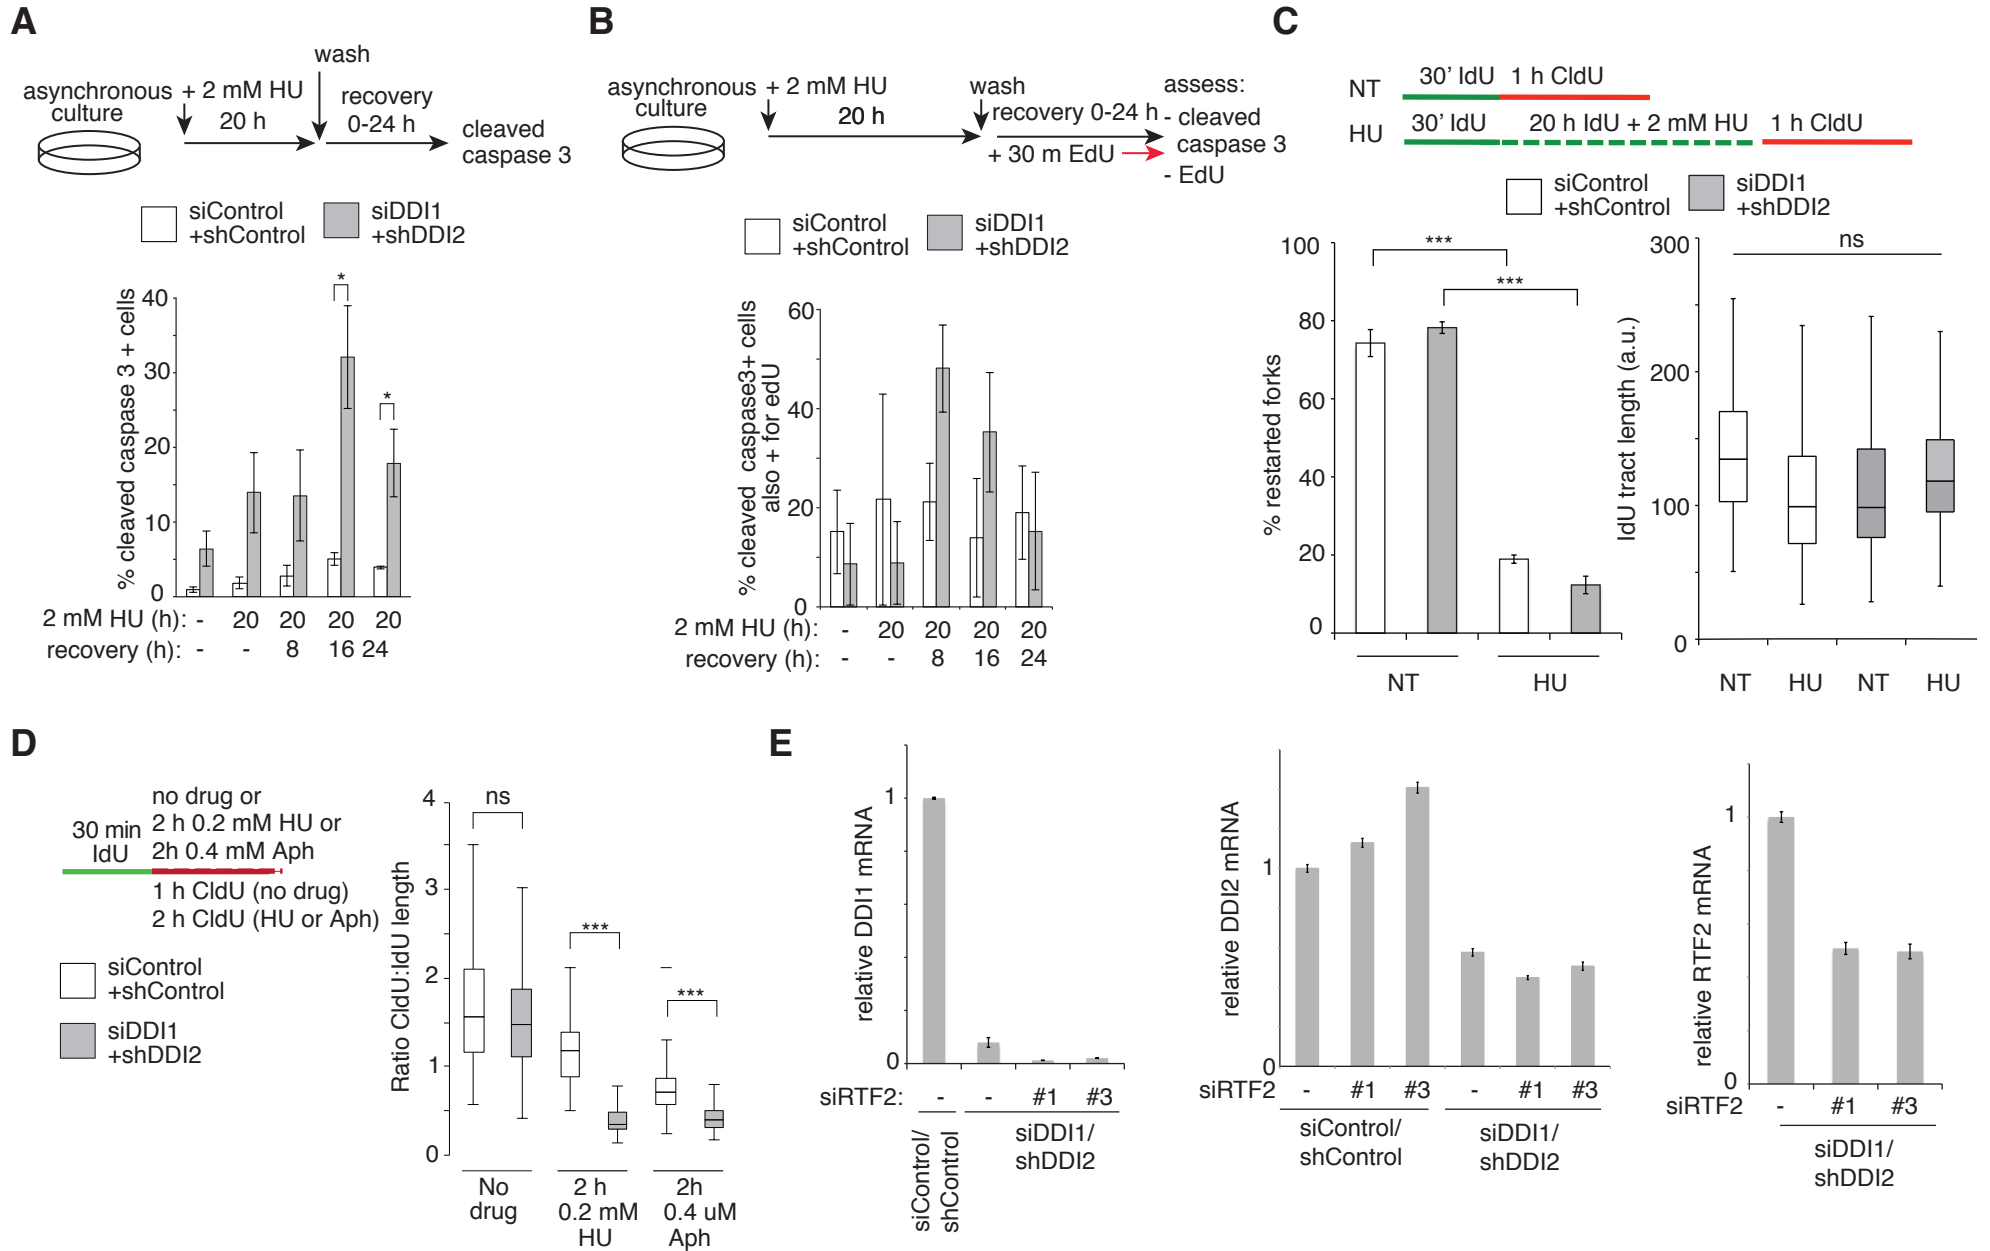 A
wash
asynchronous + 2 mM HU
culture
20 h
recovery
0-24 h
cleaved
caspase 3
siControl
+shControl
siDDI1
+shDDI2
*
*
% cleaved caspase 3 + cells
40
30
20
10
0
2 mM HU (h): - 20 20 20 20
recovery (h): - - 8 16 24
B
asynchronous + 2 mM HU
culture
20 h
wash
recovery 0-24 h
+ 30 m EdU
assess:
- cleaved
caspase 3
- EdU
siControl
+shControl
siDDI1
+shDDI2
% cleaved caspase3+ cells
also + for edU
60
40
20
0
2 mM HU (h): - 20 20 20 20
recovery (h): - - 8 16 24
C
NT 30’ IdU 1 h CldU
HU 30’ IdU 20 h IdU + 2 mM HU 1 h CldU
siControl
+shControl
siDDI1
+shDDI2
% restarted forks
100
80
60
40
20
0
***
***
NT HU
IdU tract length (a.u.)
300
200
100
0
ns
NT HU NT HU
D
30 min
IdU
no drug or
2 h 0.2 mM HU or
2h 0.4 mM Aph
1 h CldU (no drug)
2 h CldU (HU or Aph)
siControl
+shControl
siDDI1
+shDDI2
Ratio CldU:IdU length
4
3
2
1
0
ns
***
***
No
drug
2 h
0.2 mM
HU
2h
0.4 uM
Aph
E
relative DDI1 mRNA
1
0
siRTF2: - - #1 #3
siControl/
shControl
siDDI1/
shDDI2
relative DDI2 mRNA
1
0
siRTF2 - #1 #3 - #1 #3
siControl/
shControl
siDDI1/
shDDI2
relative RTF2 mRNA
1
0
siRTF2 - #1 #3
siDDI1/
shDDI2